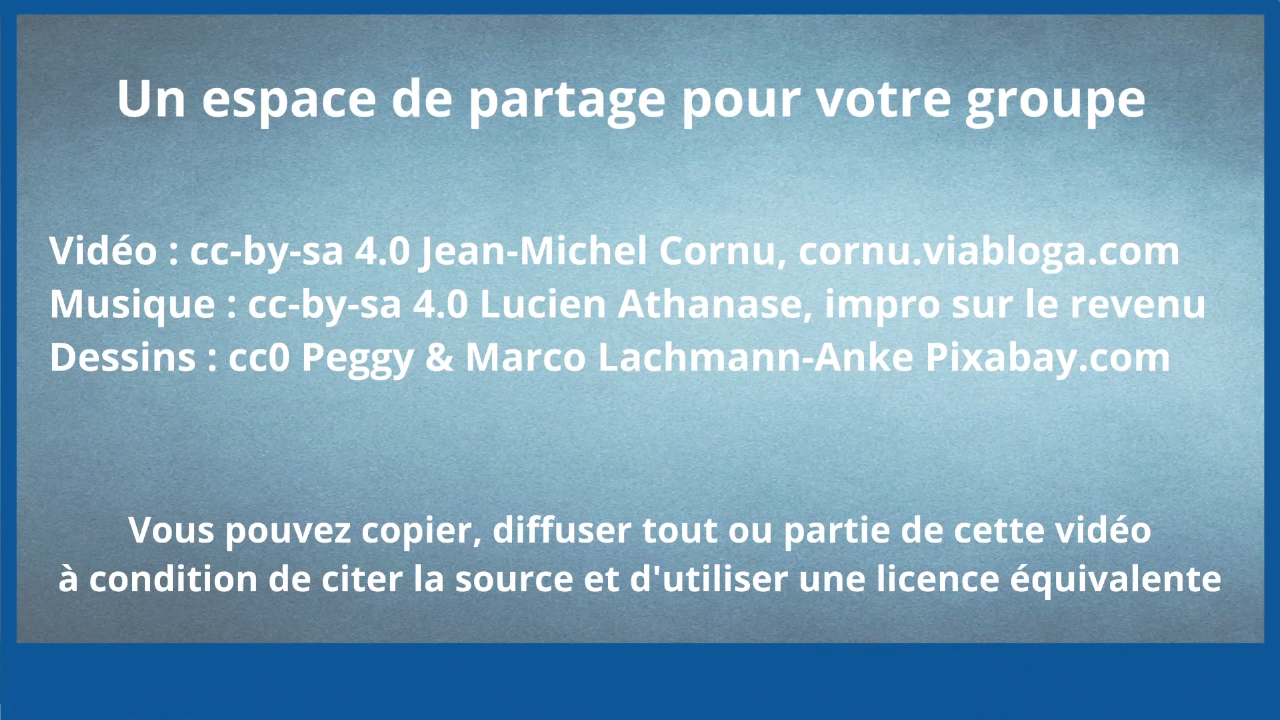 Un espace de partage pour votre groupe
Vidéo : cc-by-sa 4.0 Jean-Michel Cornu, cornu.viabloga.com
Musique : cc-by-sa 4.0 Lucien Athanase, impro sur le revenu
Dessins : cc0 Peggy & Marco Lachmann-Anke Pixabay.com
Vous pouvez copier, diffuser tout ou partie de cette vidéo
à condition de citer la source et d'utiliser une licence équivalente